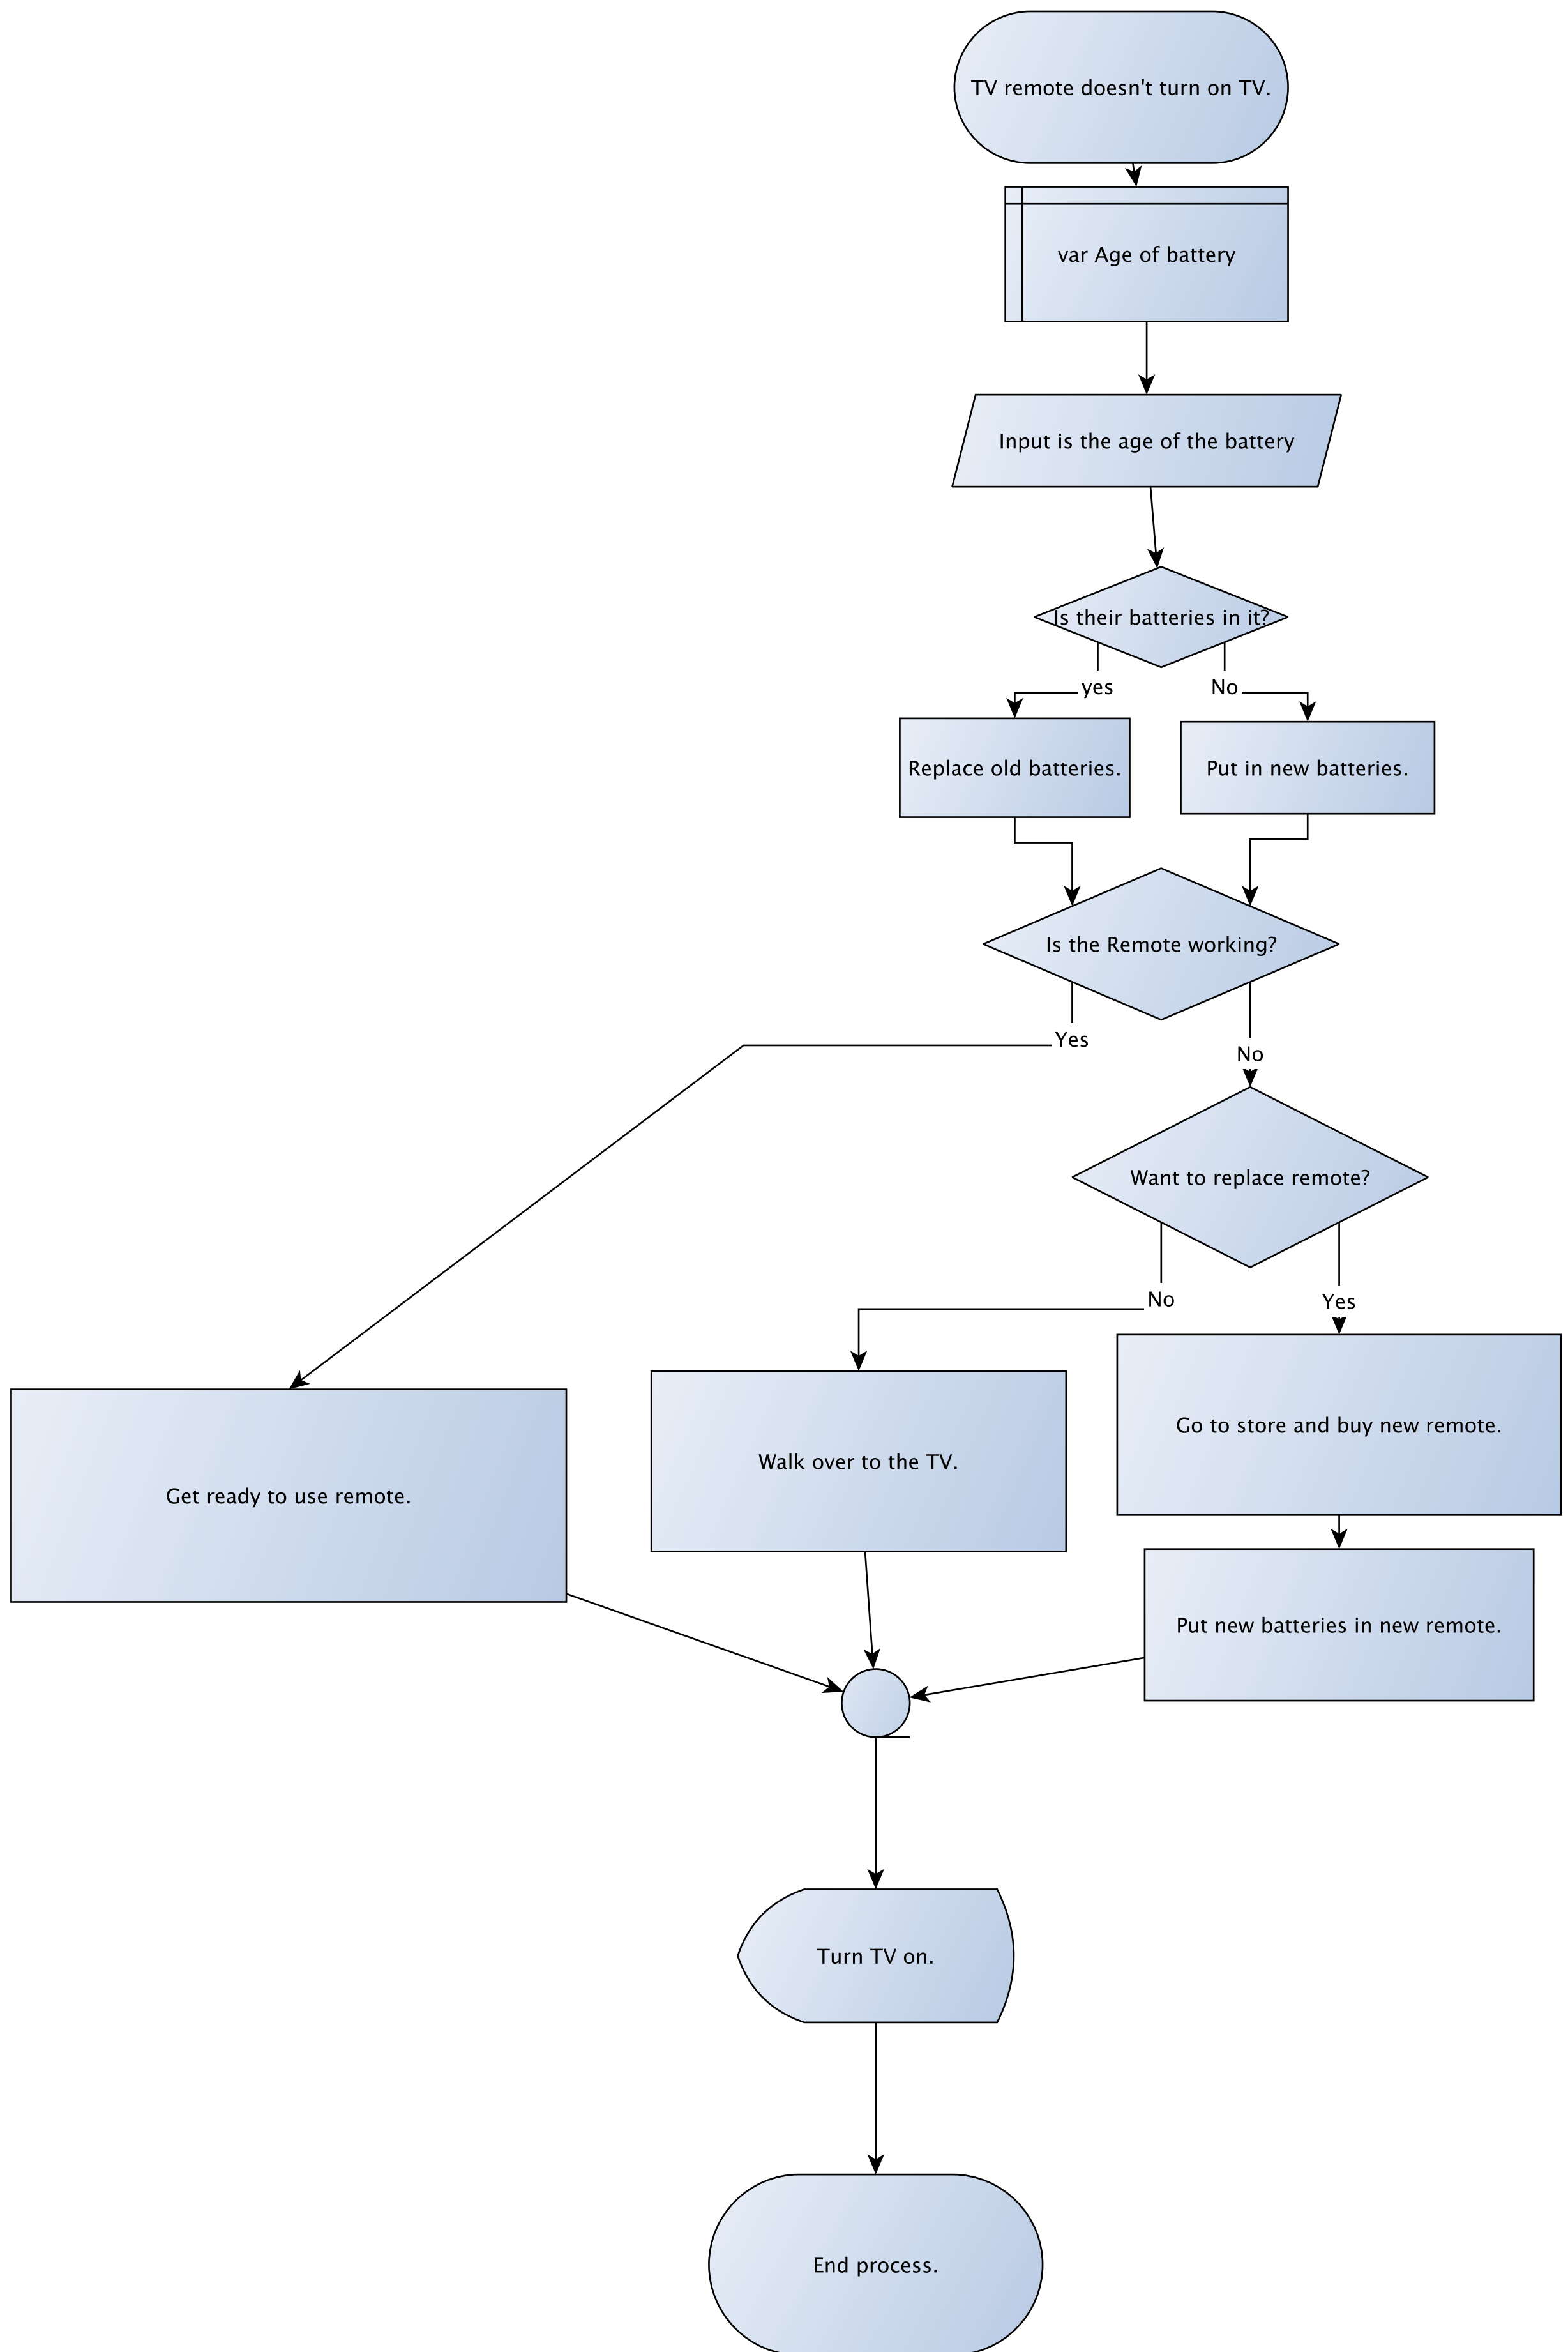 TV remote doesn't turn on TV.
var Age of battery
Input is the age of the battery
Is their batteries in it?
yes
No
Replace old batteries.
Put in new batteries.
Is the Remote working?
Yes
No
Want to replace remote?
No
Yes
Go to store and buy new remote.
Walk over to the TV.
Get ready to use remote.
Put new batteries in new remote.
Turn TV on.
End process.